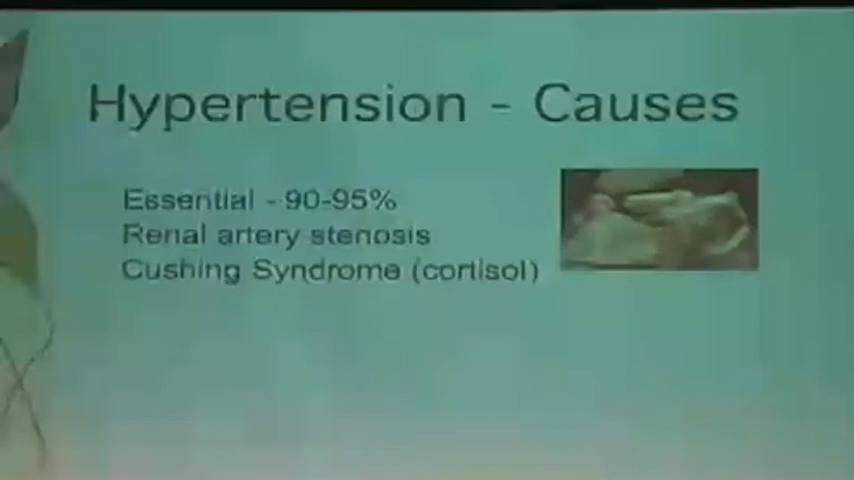 Hypertension - Causes
Essential - 90-95%
Renal artery stenosis
Cushing Syndrome (cortisol)